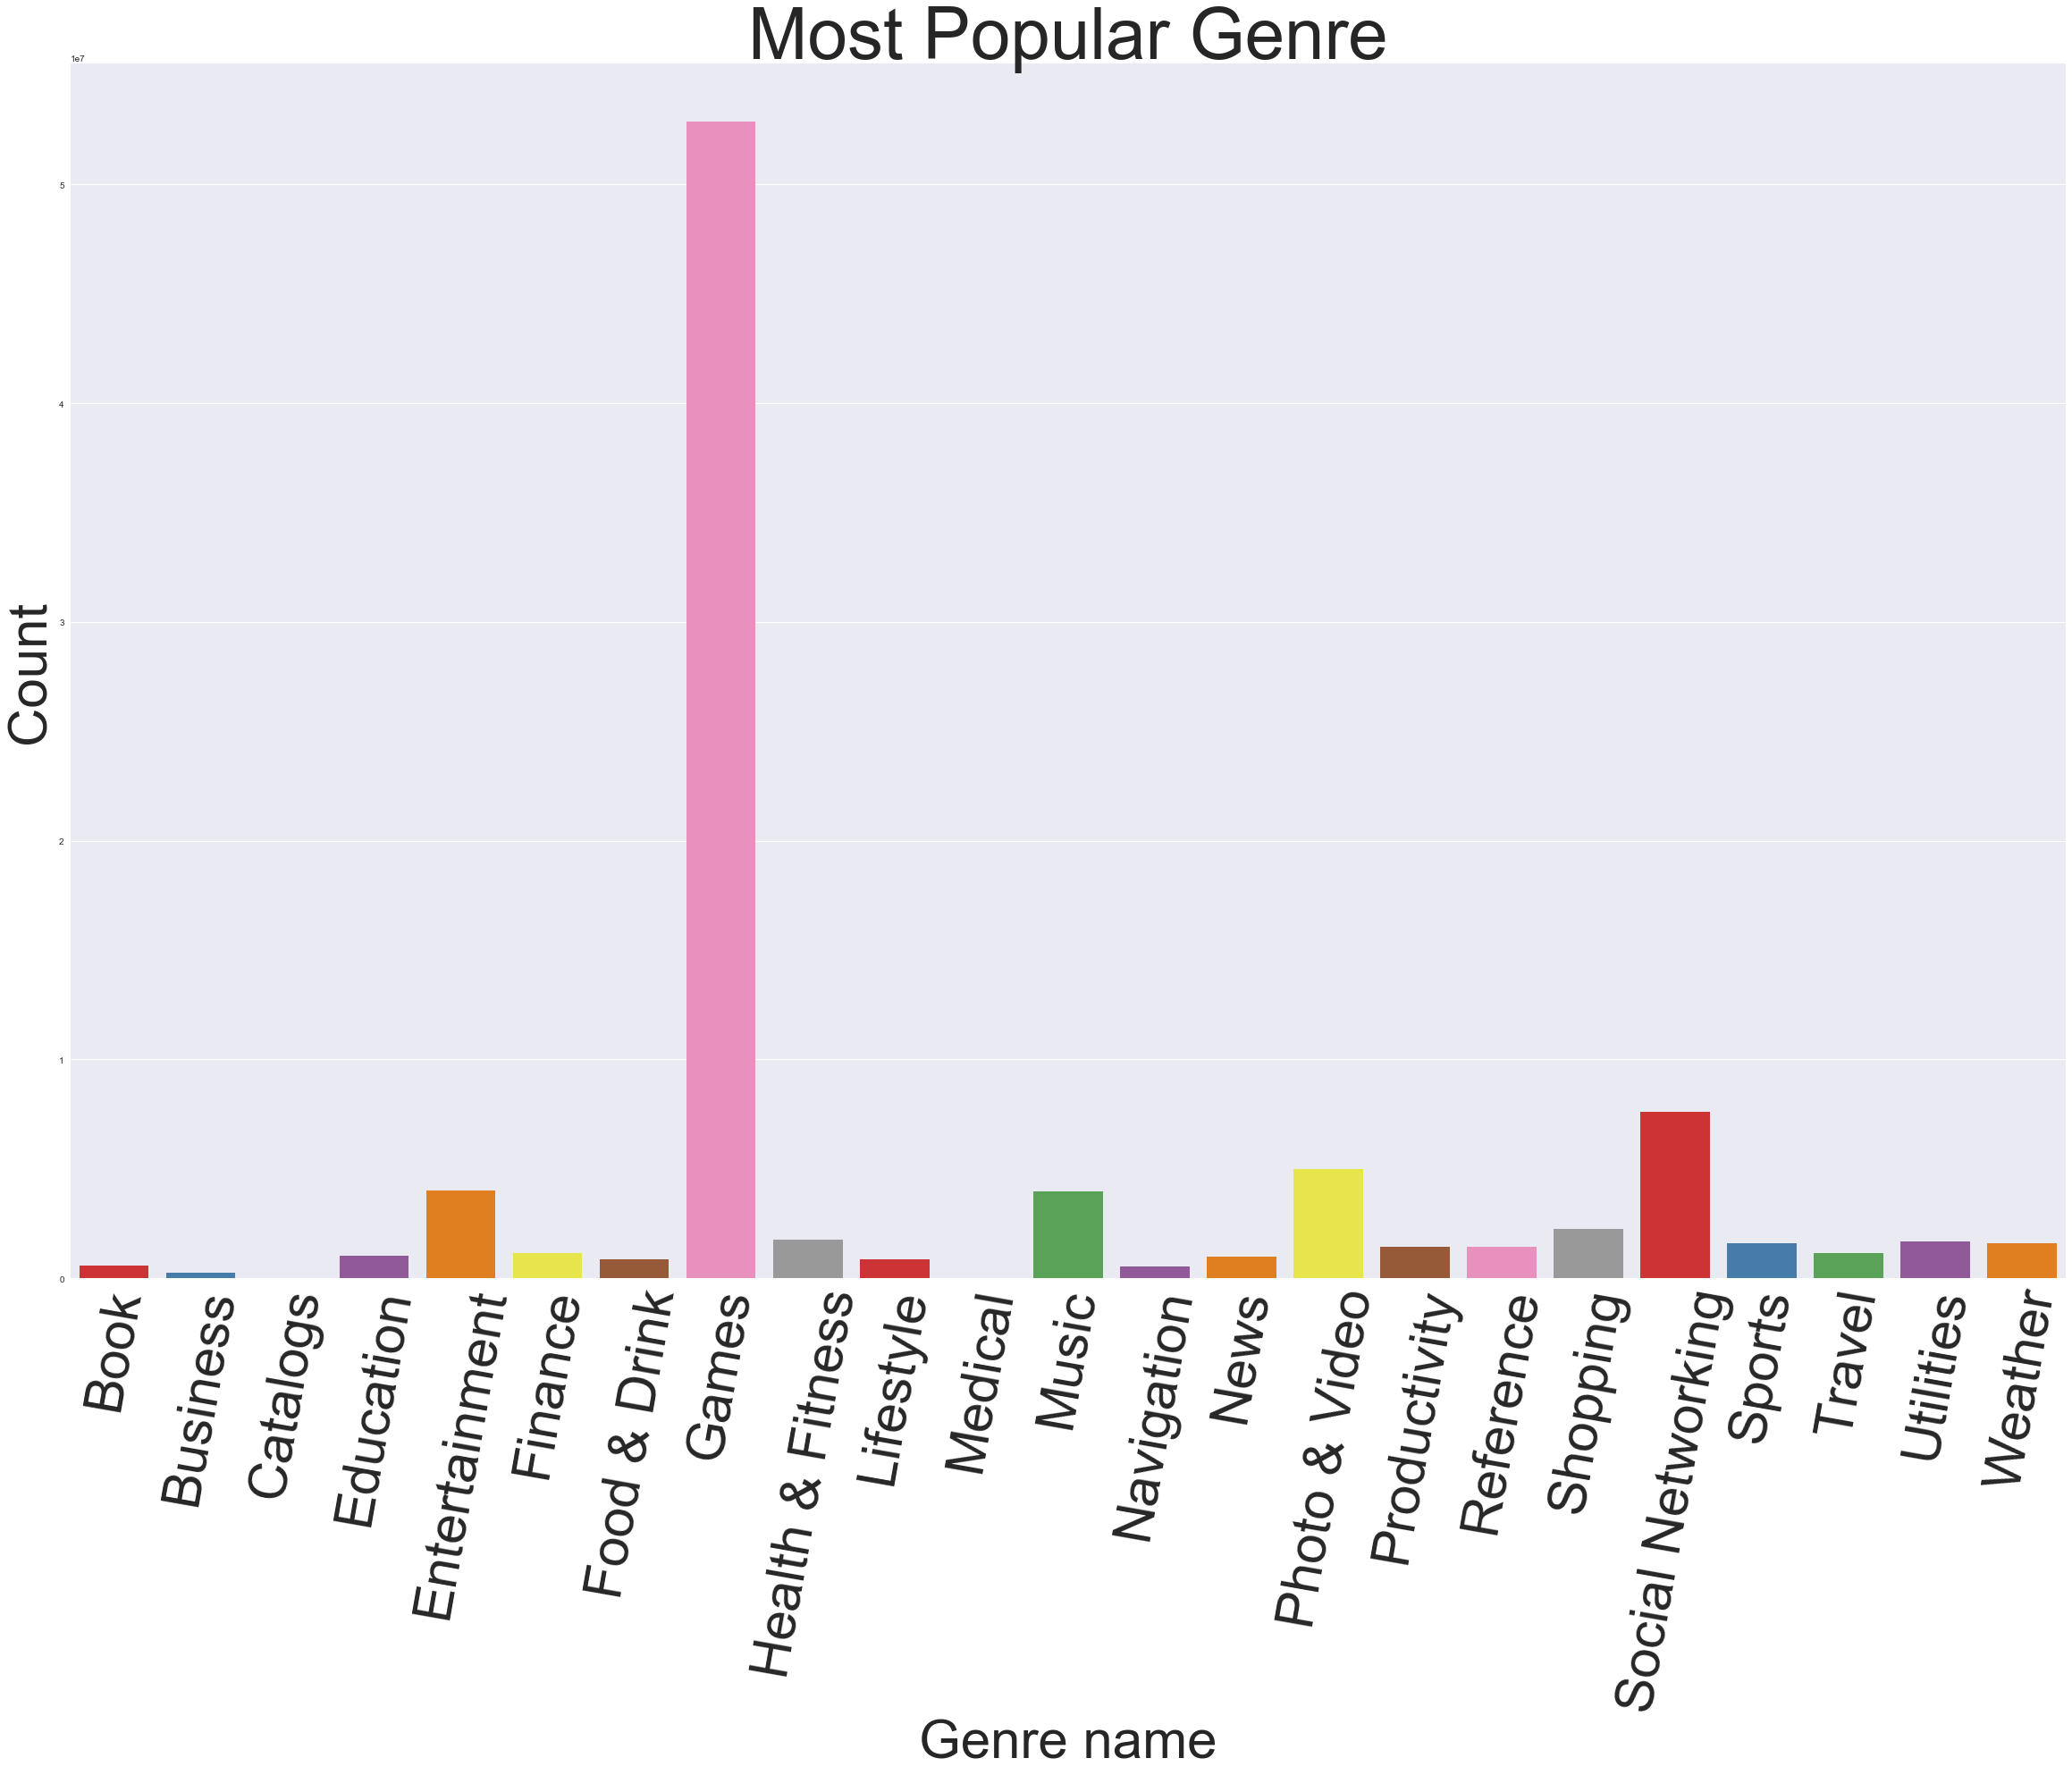 Most Popular Genre
1e7
5
4
3
2
1
0
Count
Book
Business
Catalogs
Education
Entertainment
Finance
Food & Drink
Games
Health & Fitness
Lifestyle
Medical
Music
Navigation
News
Photo & Video
Productivity
Reference
Shopping
Social Networking
Sports
Travel
Utilities
Weather
Genre name